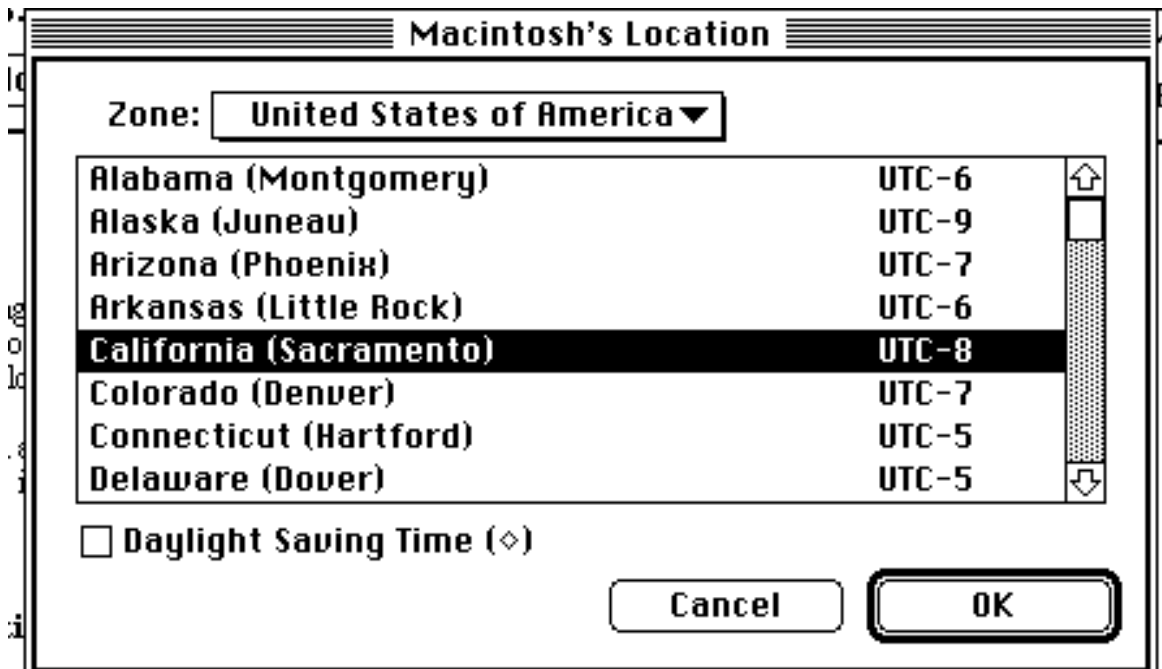 Macintosh's Location
Zone: United States of America
Alabama (Montgomery) UTC-6
Alaska (Juneau) UTC-9
Arizona (Phoenix) UTC-7
Arkansas (Little Rock) UTC-6
California (Sacramento) UTC-8
Colorado (Denver) UTC-7
Connecticut (Hartford) UTC-5
Delaware (Dover) UTC-5
Daylight Saving Time (◇)
Cancel OK